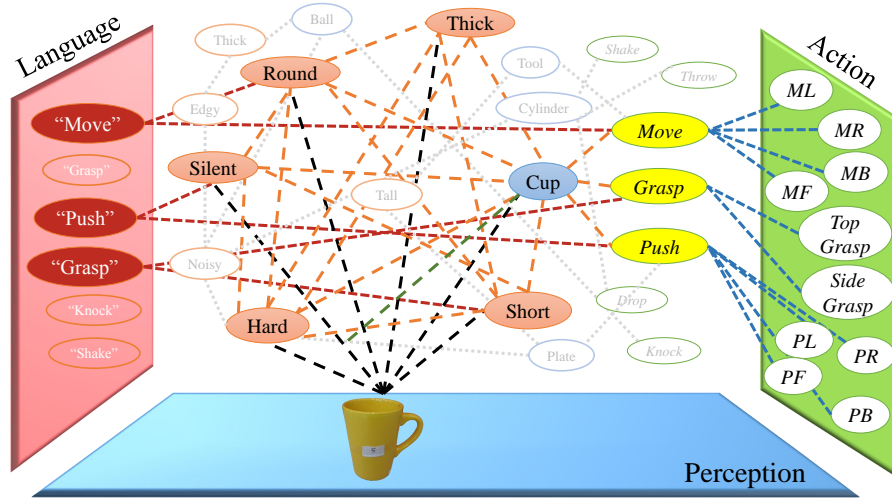 Language
"Move"
"Grasp"
"Push"
"Grasp"
"Knock"
"Shake"
Thick
Ball
Thick
Round
Edgy
Silent
Tall
Noisy
Hard
Short
Tool
Cylinder
Cup
Plate
Shake
Throw
Move
Grasp
Push
Drop
Knock
Action
ML
MR
MB
MF
Top
Grasp
Side
Grasp
PL
PR
PF
PB
Perception